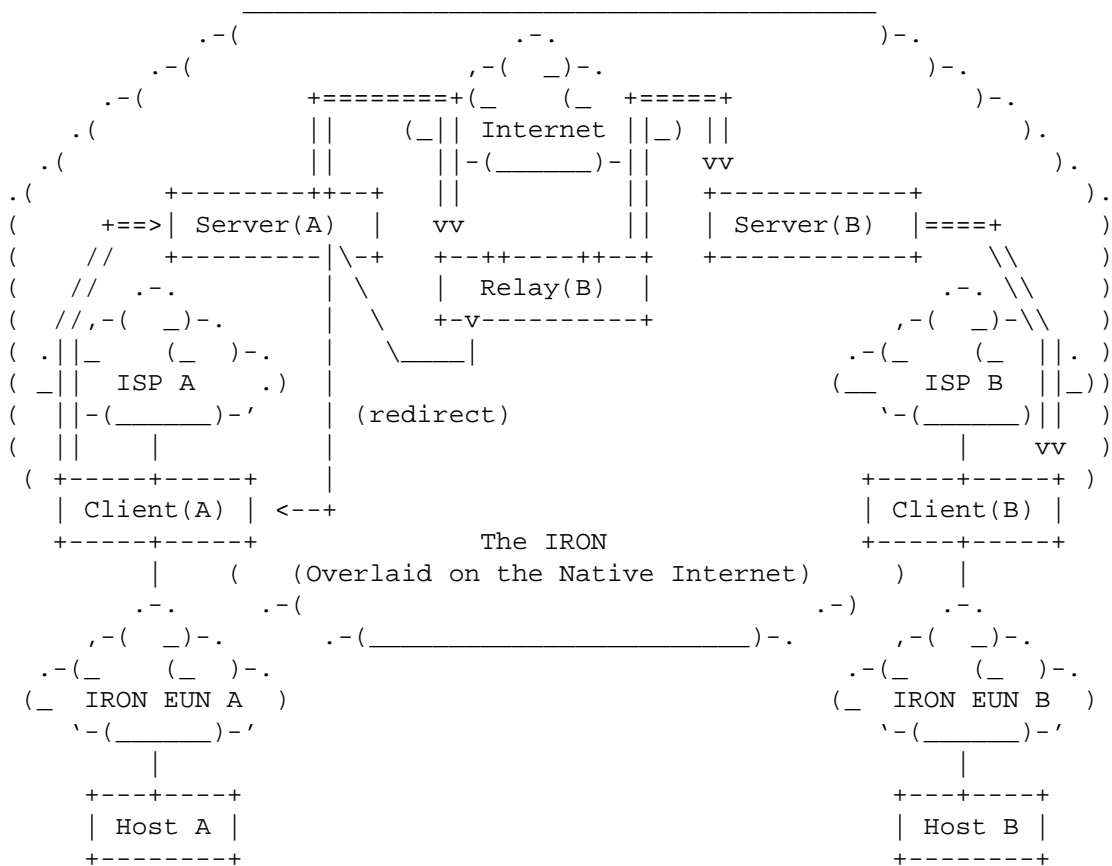 Internet
Server(A) Server(B)
Relay(B)
ISP A ISP B
(redirect)
Client(A) Client(B)
The IRON
(Overlaid on the Native Internet)
IRON EUN A IRON EUN B
Host A Host B